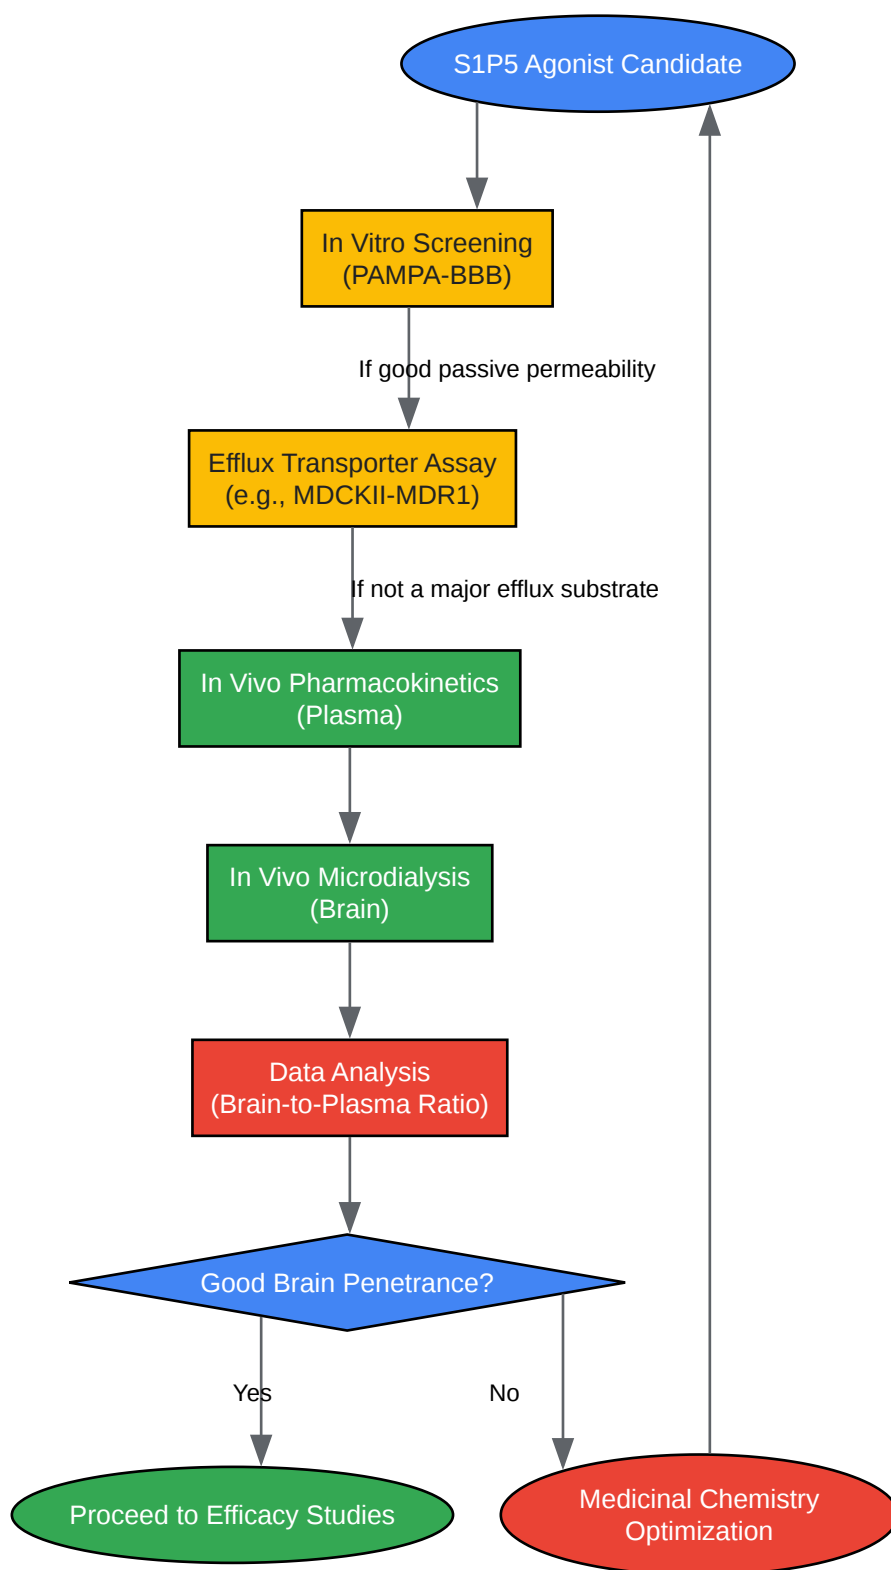 S1P5 Agonist Candidate
In Vitro Screening
(PAMPA-BBB)
If good passive permeability
Efflux Transporter Assay
(e.g., MDCKII-MDR1)
If not a major efflux substrate
In Vivo Pharmacokinetics
(Plasma)
In Vivo Microdialysis
(Brain)
Data Analysis
(Brain-to-Plasma Ratio)
Good Brain Penetrance?
Yes
No
Proceed to Efficacy Studies
Medicinal Chemistry
Optimization